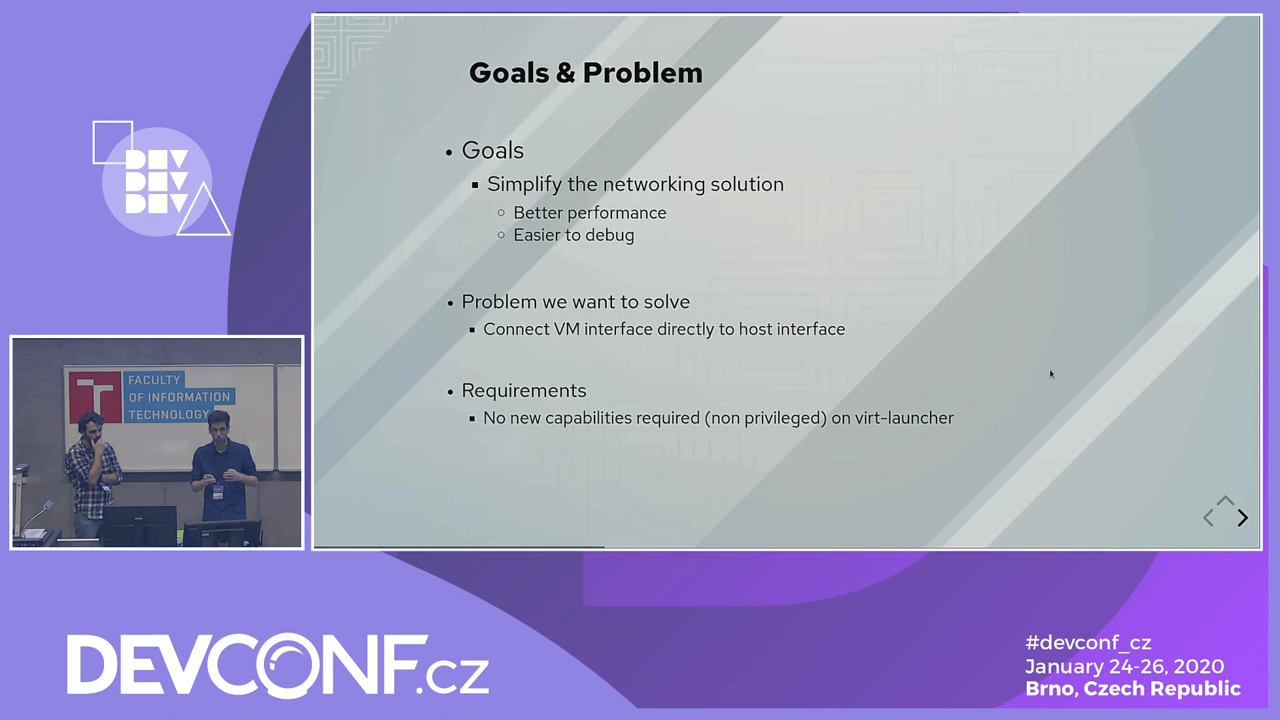 Goals & Problem
• Goals
▪ Simplify the networking solution
○ Better performance
○ Easier to debug
• Problem we want to solve
▪ Connect VM interface directly to host interface
• Requirements
▪ No new capabilities required (non privileged) on virt-launcher
DEV
DEV
DEV
T
FACULTY
OF INFORMATION
TECHNOLOGY
DEVCONF.cz
#devconf_cz
January 24-26, 2020
Brno, Czech Republic